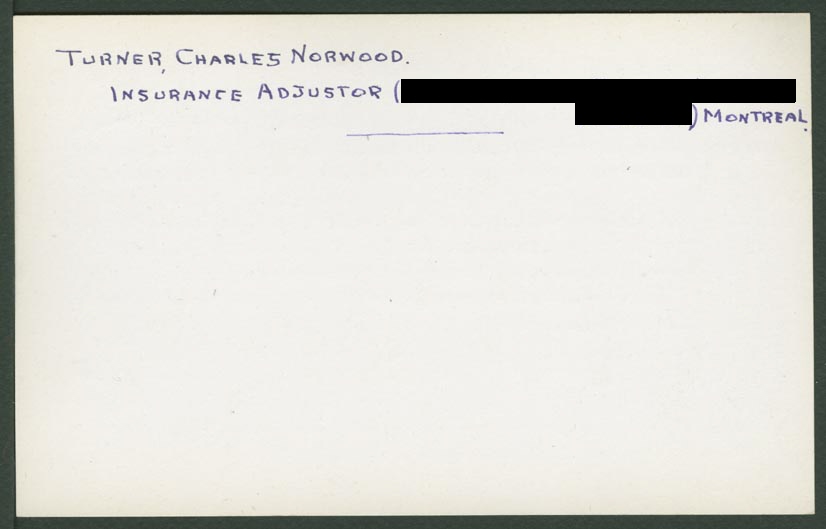 TURNER, CHARLES NORWOOD.
INSURANCE ADJUSTOR (
) MONTREAL.